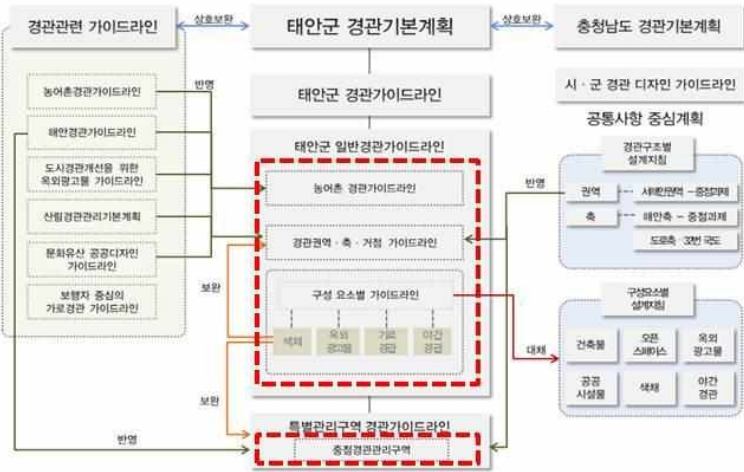 경관관련 가이드라인
상호보완
태안군 경관기본계획
상호보완
충청남도 경관기본계획
농어촌경관가이드라인
태안경관가이드라인
도시경관개선을 위한
옥외광고물 가이드라인
산림경관관리기본계획
문화유산 공공디자인
가이드라인
보행자 중심의
가로경관 가이드라인
반영
보완
보완
반영
태안군 경관가이드라인
태안군 일반경관가이드라인
농어촌 경관가이드라인
경관권역 · 축 · 거점 가이드라인
구성 요소별 가이드라인
색채
옥외
광고물
야간
특별관리구역 경관가이드라인
중점경관관리구역
시 · 군 경관 디자인 가이드라인
공통사항 중심계획
경관구조별
설계지침
반영
권역
서해안권역 – 중점과제
축
해안축 – 중점과제
도로축
국도
구성요소별
설계지침
대체
건축물
오픈
스페이스
옥외
광고물
공공
시설물
색채
야간
경관